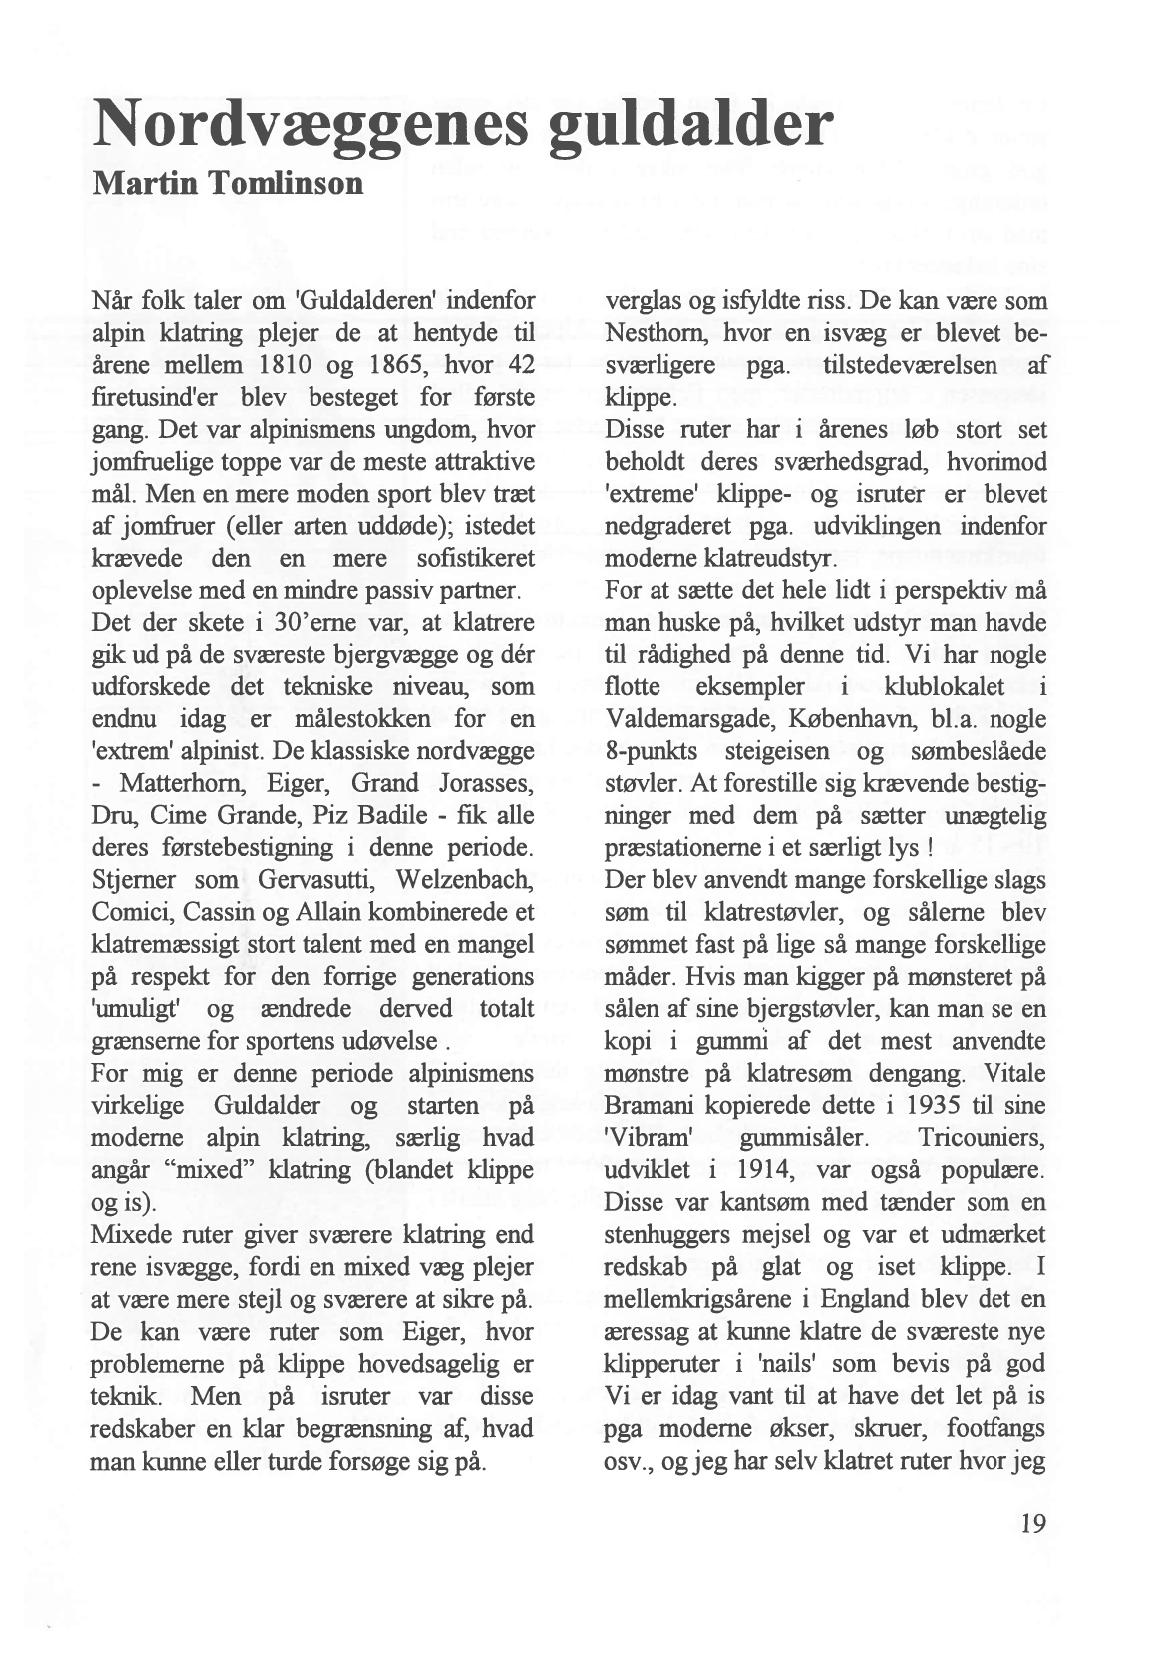 Nordvæggenes guldalder
Martin Tomlinson
Når folk taler om 'Guldalderen' indenfor
alpin klatring plejer de at hentyde til
årene mellem 1810 og 1865, hvor 42
firetusind'er blev besteget for første
gang. Det var alpinismens ungdom, hvor
jomfruelige toppe var de meste attraktive
mål. Men en mere moden sport blev træt
af jomfruer (eller arten uddøde); istedet
krævede den en mere sofistikeret
oplevelse med en mindre passiv partner.
Det der skete i 30’erne var, at klatrere
gik ud på de sværeste bjergvægge og dér
udforskede det tekniske niveau, som
endnu idag er målestokken for en
'extrem' alpinist. De klassiske nordvægge
- Matterhorn, Eiger, Grand Jorasses,
Dru, Cime Grande, Piz Badile - fik alle
deres førstebestigning i denne periode.
Stjerner som Gervasutti, Welzenbach,
Comici, Cassin og Allain kombinerede et
klatremæssigt stort talent med en mangel
på respekt for den forrige generations
'umuligt' og ændrede derved totalt
grænserne for sportens udøvelse .
For mig er denne periode alpinismens
virkelige Guldalder og starten på
moderne alpin klatring, særlig hvad
angår “mixed” klatring (blandet klippe
og is).
Mixede ruter giver sværere klatring end
rene isvægge, fordi en mixed væg plejer
at være mere stejl og sværere at sikre på.
De kan være ruter som Eiger, hvor
problemerne på klippe hovedsagelig er
teknik. Men på isruter var disse
redskaber en klar begrænsning af, hvad
man kunne eller turde forsøge sig på.
verglas og isfyldte riss. De kan være som
Nesthorn, hvor en isvæg er blevet be-
sværligere pga. tilstedeværelsen af
klippe.
Disse ruter har i årenes løb stort set
beholdt deres sværhedsgrad, hvorimod
'extreme' klippe- og isruter er blevet
nedgraderet pga. udviklingen indenfor
moderne klatreudstyr.
For at sætte det hele lidt i perspektiv må
man huske på, hvilket udstyr man havde
til rådighed på denne tid. Vi har nogle
flotte eksempler i klublokalet i
Valdemarsgade, København, bl.a. nogle
8-punkts steigeisen og sømbeslåede
støvler. At forestille sig krævende bestig-
ninger med dem på sætter unægtelig
præstationerne i et særligt lys !
Der blev anvendt mange forskellige slags
søm til klatrestøvler, og sålerne blev
sømmet fast på lige så mange forskellige
måder. Hvis man kigger på mønsteret på
sålen af sine bjergstøvler, kan man se en
kopi i gummi af det mest anvendte
mønstre på klatresøm dengang. Vitale
Bramani kopierede dette i 1935 til sine
'Vibram' gummisåler. Tricouniers,
udviklet i 1914, var også populære.
Disse var kantsøm med tænder som en
stenhuggers mejsel og var et udmærket
redskab på glat og iset klippe. I
mellemkrigsårene i England blev det en
æressag at kunne klatre de sværeste nye
klipperuter i 'nails' som bevis på god
Vi er idag vant til at have det let på is
pga moderne økser, skruer, footfangs
osv., og jeg har selv klatret ruter hvor jeg
19